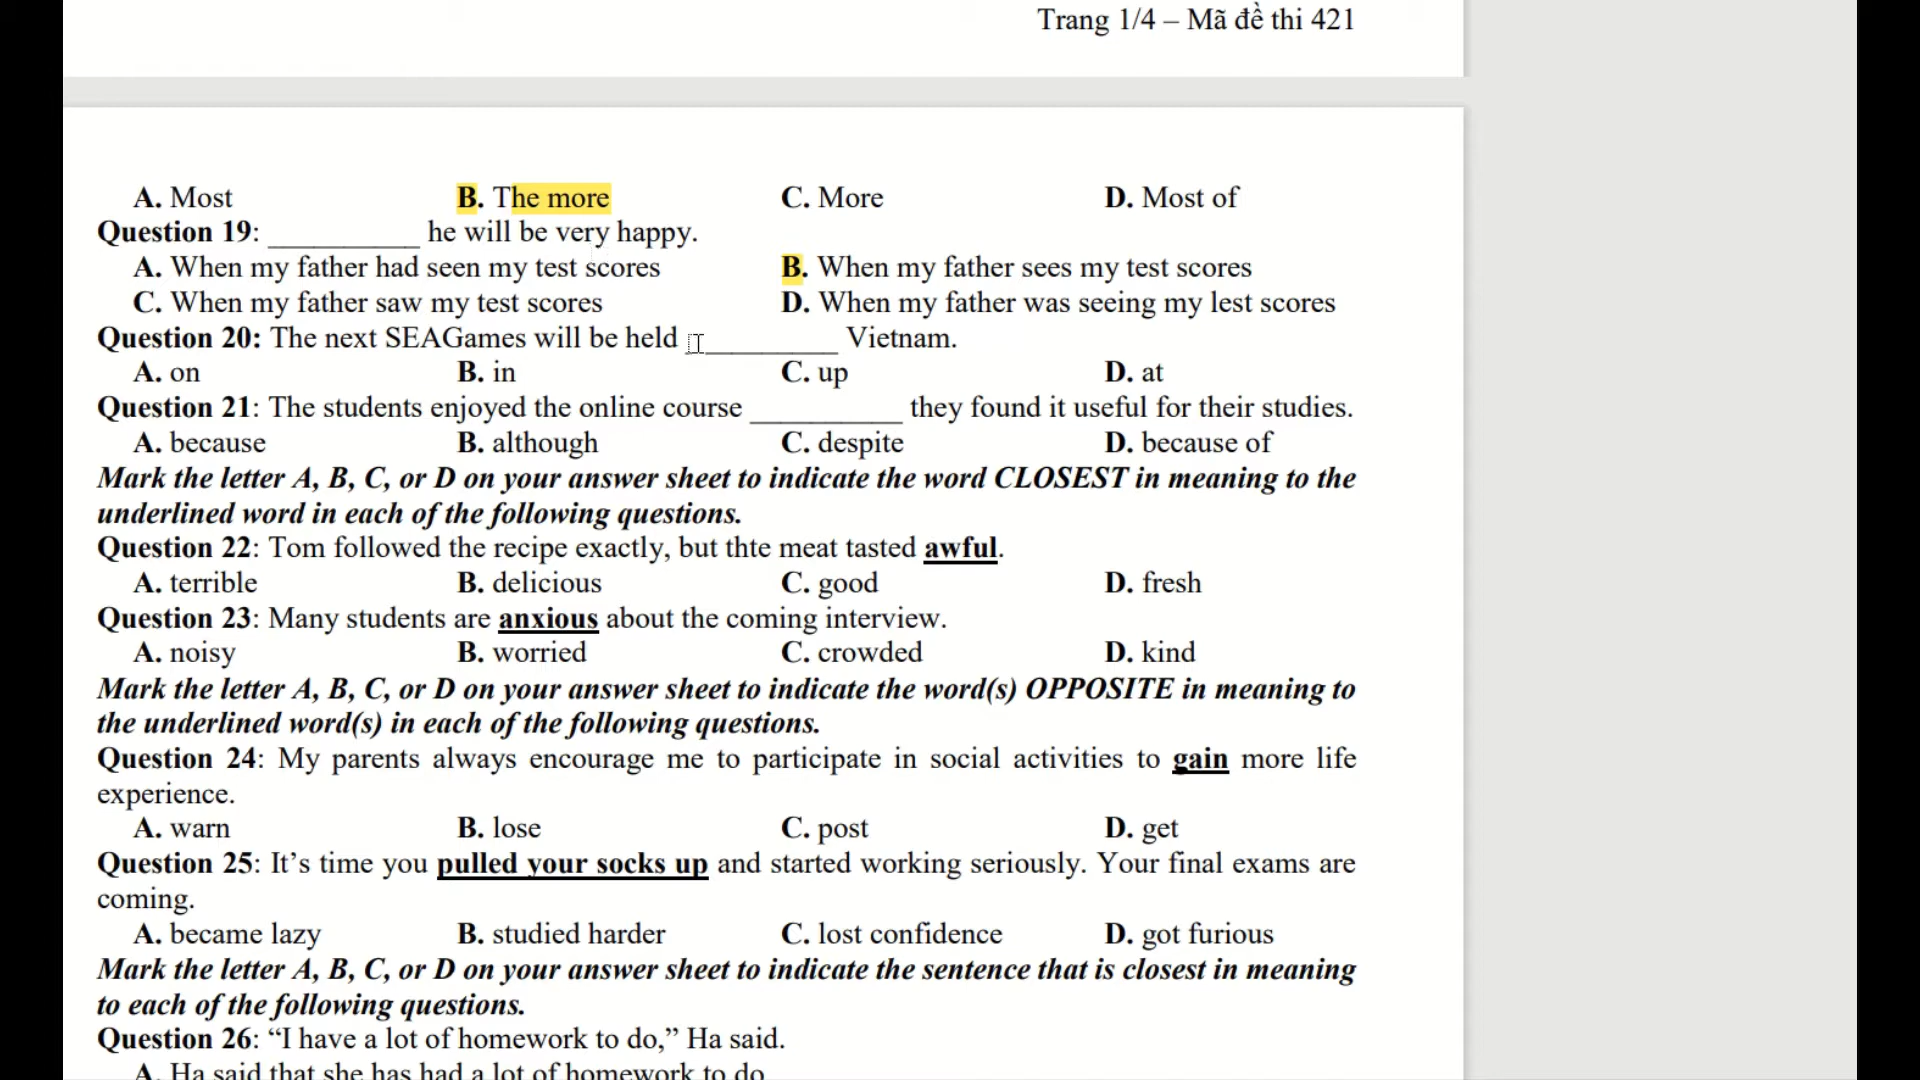 Trang 1/4 – Mã đề thi 421
A. Most B. The more C. More D. Most of
Question 19: __________ he will be very happy.
A. When my father had seen my test scores B. When my father sees my test scores
C. When my father saw my test scores D. When my father was seeing my lest scores
Question 20: The next SEAGames will be held __________ Vietnam.
A. on B. in C. up D. at
Question 21: The students enjoyed the online course __________ they found it useful for their studies.
A. because B. although C. despite D. because of
Mark the letter A, B, C, or D on your answer sheet to indicate the word CLOSEST in meaning to the
underlined word in each of the following questions.
Question 22: Tom followed the recipe exactly, but thte meat tasted awful.
A. terrible B. delicious C. good D. fresh
Question 23: Many students are anxious about the coming interview.
A. noisy B. worried C. crowded D. kind
Mark the letter A, B, C, or D on your answer sheet to indicate the word(s) OPPOSITE in meaning to
the underlined word(s) in each of the following questions.
Question 24: My parents always encourage me to participate in social activities to gain more life
experience.
A. warn B. lose C. post D. get
Question 25: It’s time you pulled your socks up and started working seriously. Your final exams are
coming.
A. became lazy B. studied harder C. lost confidence D. got furious
Mark the letter A, B, C, or D on your answer sheet to indicate the sentence that is closest in meaning
to each of the following questions.
Question 26: “I have a lot of homework to do,” Ha said.
A. Ha said that she has had a lot of homework to do